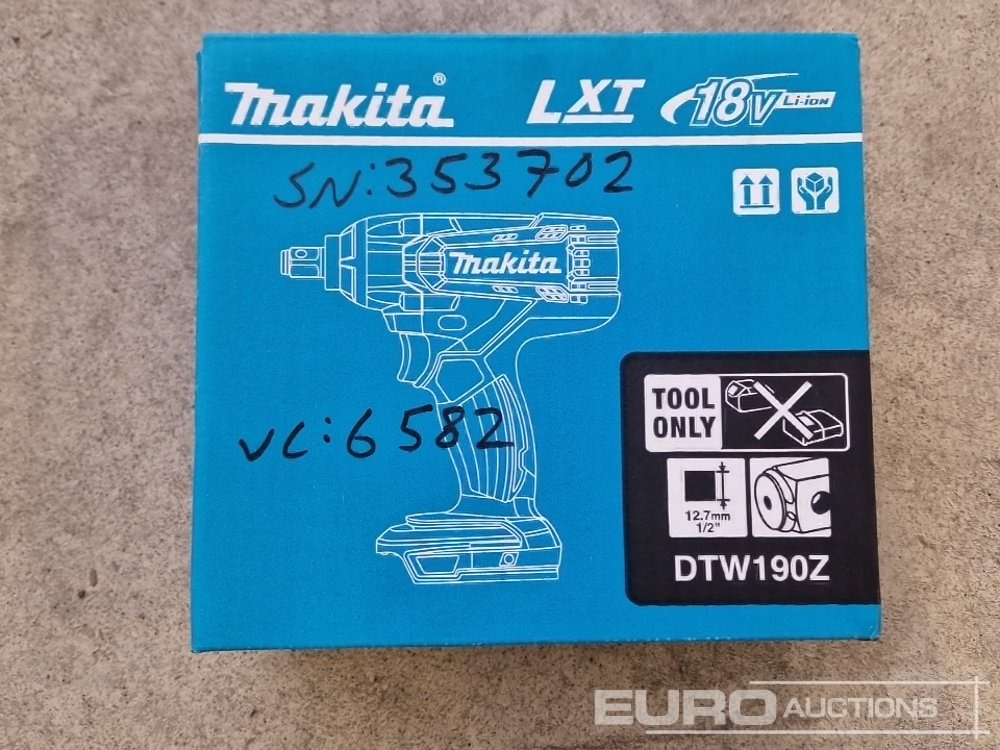 makita® LXT 18V Li-ion
SN:353702
makita
TOOL
ONLY
VC:6582
12.7mm
1/2"
DTW190Z
EURO AUCTIONS